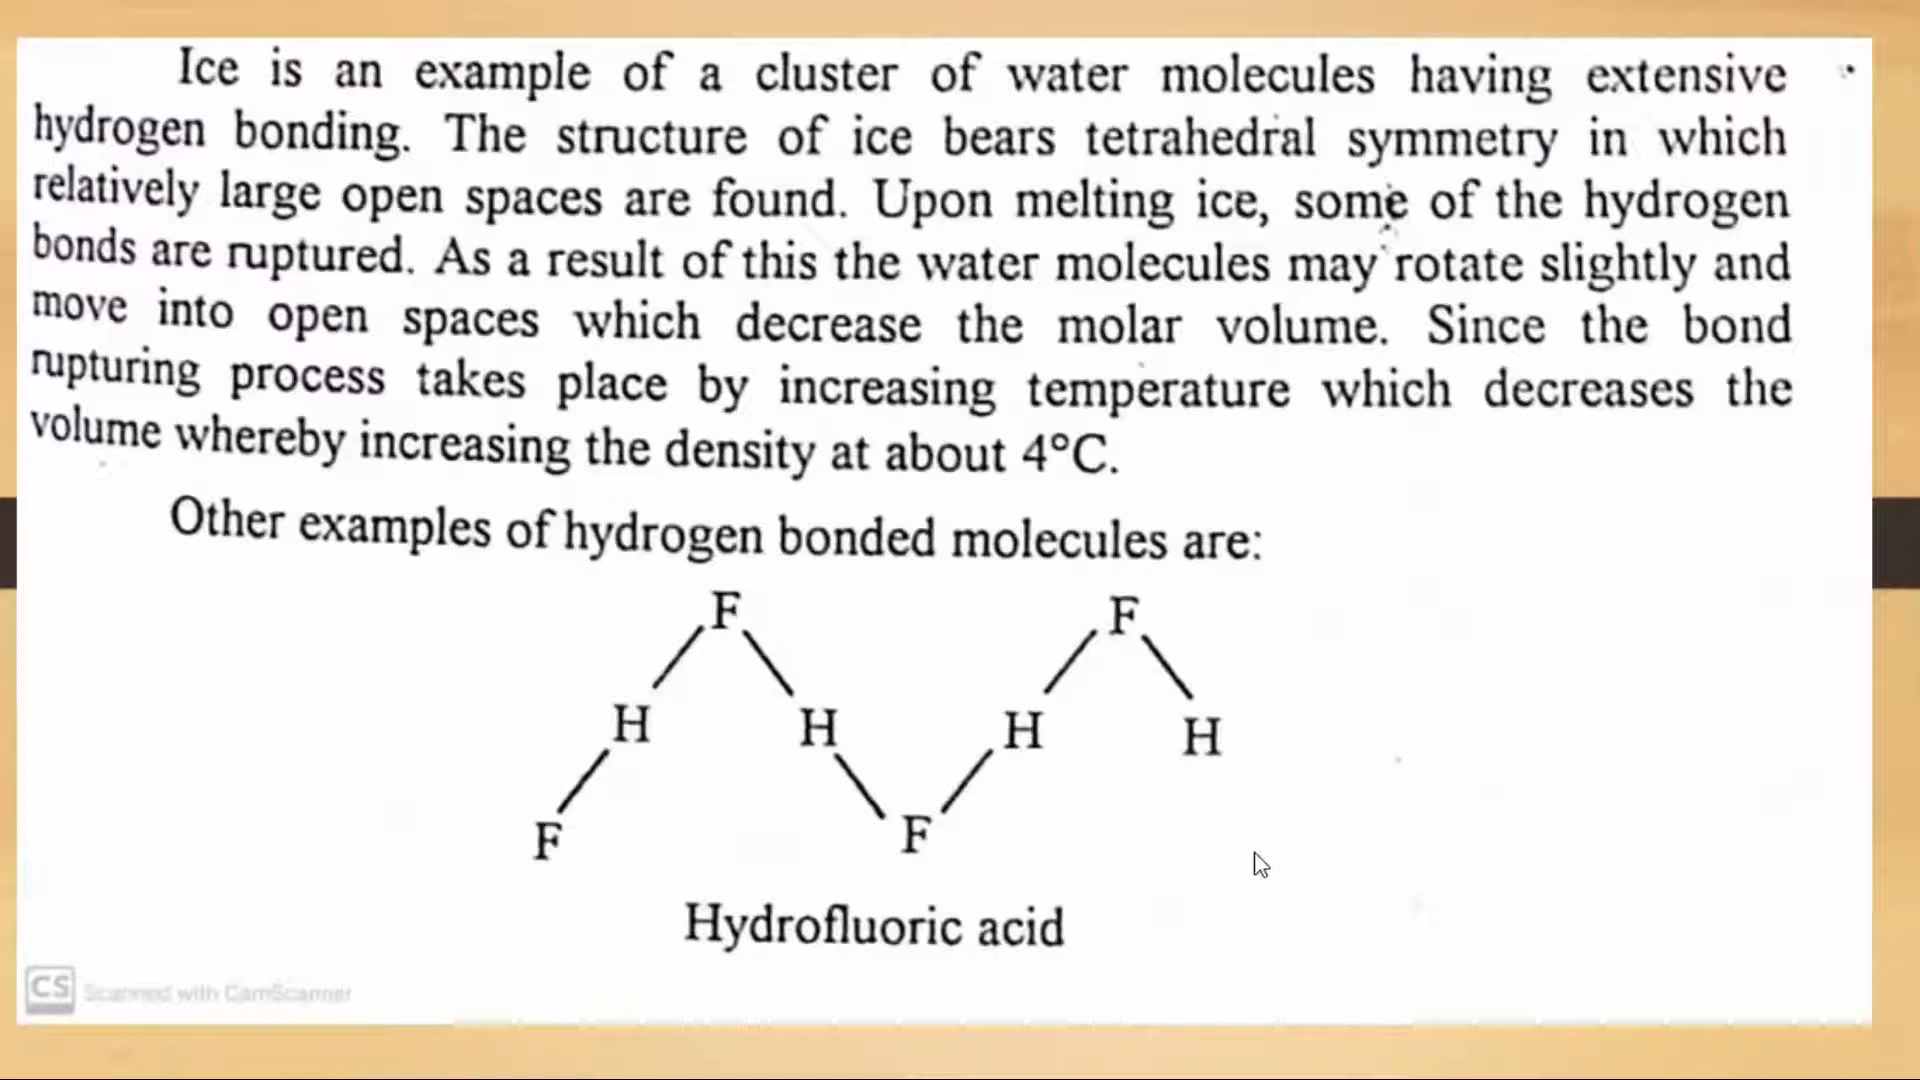 Ice is an example of a cluster of water molecules having extensive
hydrogen bonding. The structure of ice bears tetrahedral symmetry in which
relatively large open spaces are found. Upon melting ice, some of the hydrogen
bonds are ruptured. As a result of this the water molecules may rotate slightly and
move into open spaces which decrease the molar volume. Since the bond
rupturing process takes place by increasing temperature which decreases the
volume whereby increasing the density at about 4°C.
Other examples of hydrogen bonded molecules are:
F F
H H H H
F F
Hydrofluoric acid
CS Scanned with CamScanner